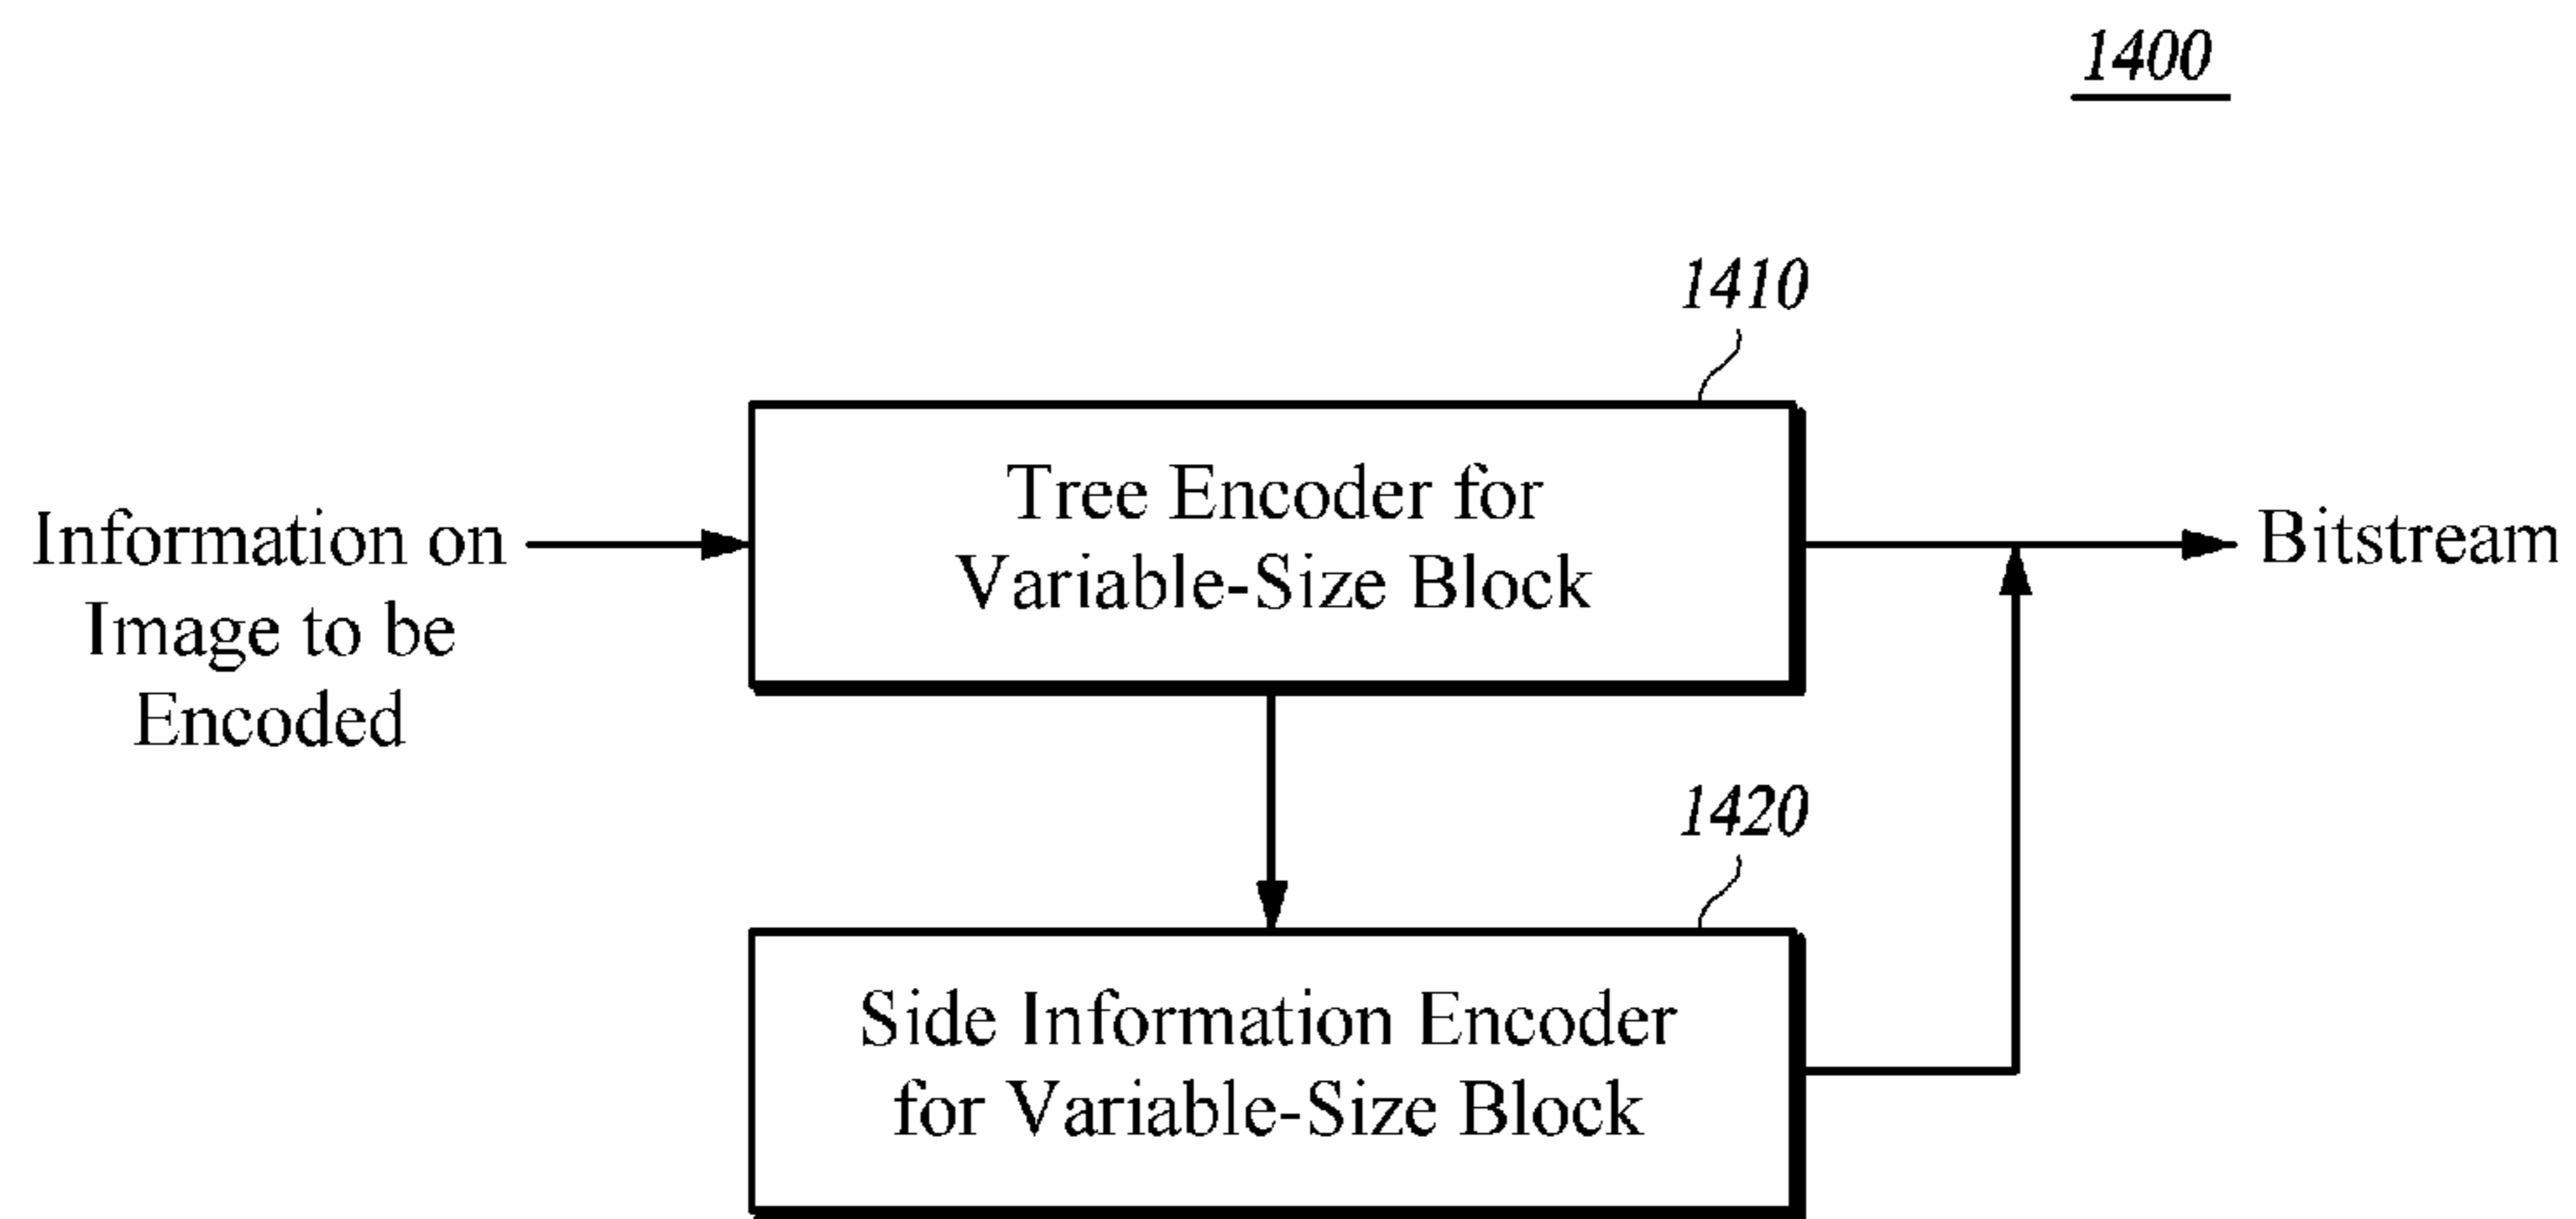 1400
1410
Tree Encoder for
Variable-Size Block
Information on
Image to be
Encoded
Bitstream
1420
Side Information Encoder
for Variable-Size Block